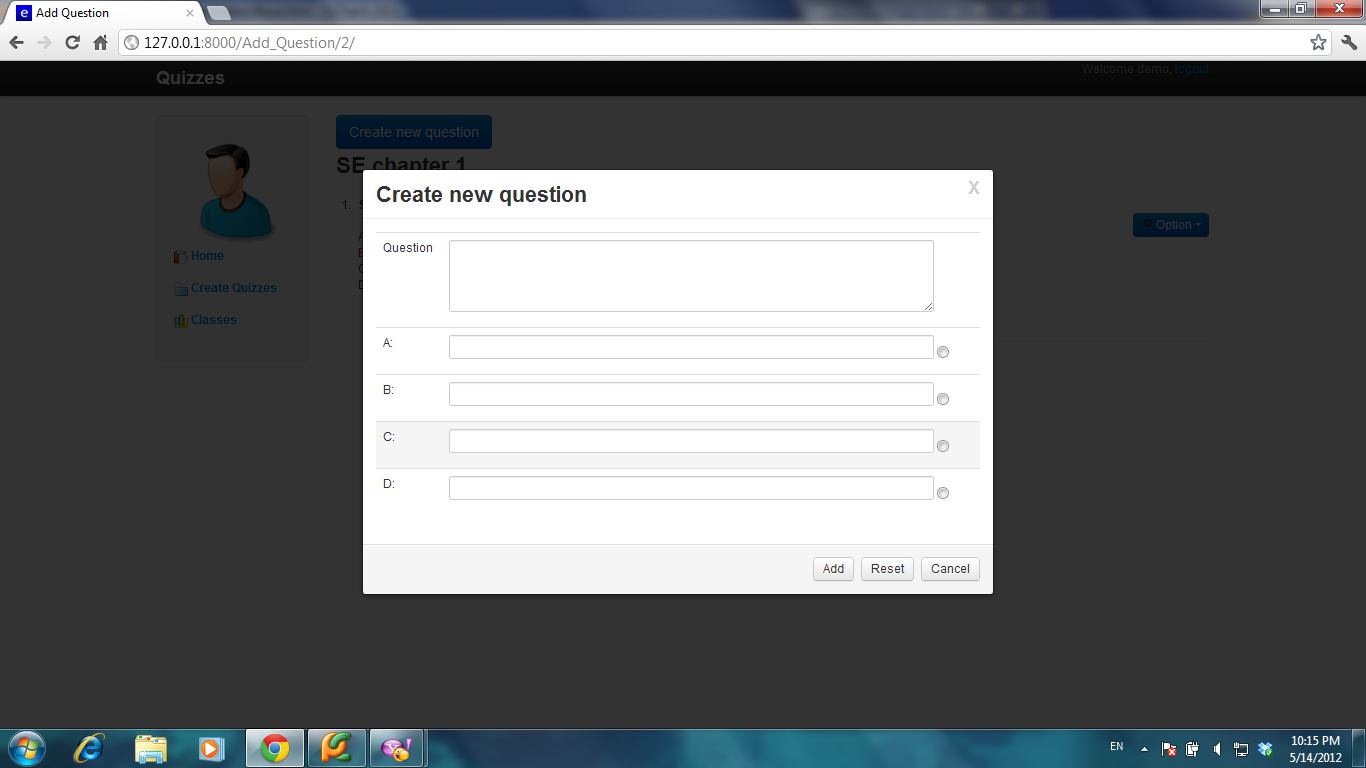 Add Question
127.0.0.1:8000/Add_Question/2/
Quizzes
Welcome demo, logout
Create new question
SE chapter 1
Home
Create Quizzes
Classes
1.
Option
Create new question
X
Question
A:
B:
C:
D:
Add
Reset
Cancel
EN
10:15 PM
5/14/2012